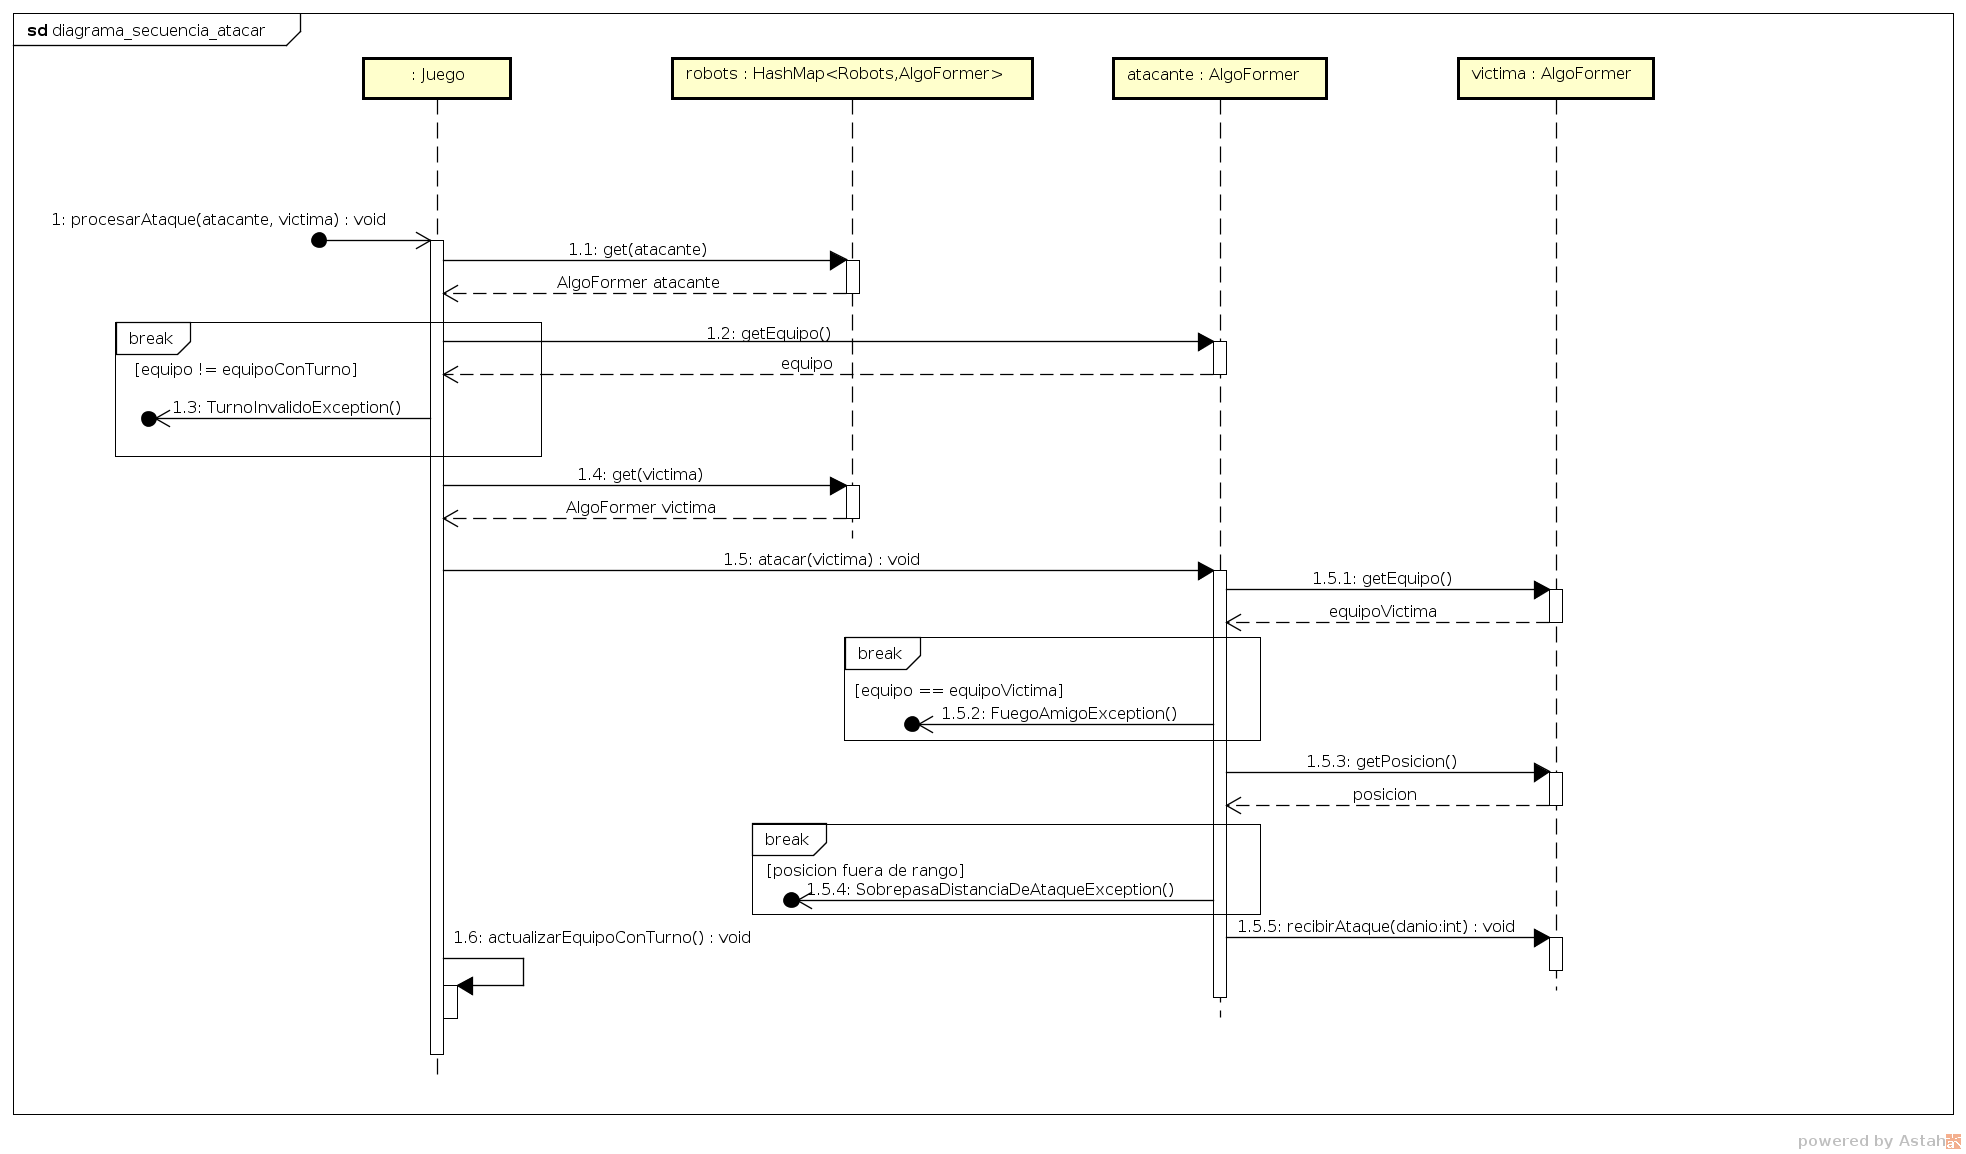 sd diagrama_secuencia_atacar
: Juego
robots : HashMap<Robots,AlgoFormer>
atacante : AlgoFormer
victima : AlgoFormer
1: procesarAtaque(atacante, victima) : void
1.1: get(atacante)
AlgoFormer atacante
break
1.2: getEquipo()
equipo
[equipo != equipoConTurno]
1.3: TurnoInvalidoException()
1.4: get(victima)
AlgoFormer victima
1.5: atacar(victima) : void
1.5.1: getEquipo()
equipoVictima
break
[equipo == equipoVictima]
1.5.2: FuegoAmigoException()
1.5.3: getPosicion()
posicion
break
[posicion fuera de rango]
1.5.4: SobrepasaDistanciaDeAtaqueException()
1.5.5: recibirAtaque(danio:int) : void
1.6: actualizarEquipoConTurno() : void
powered by Astah